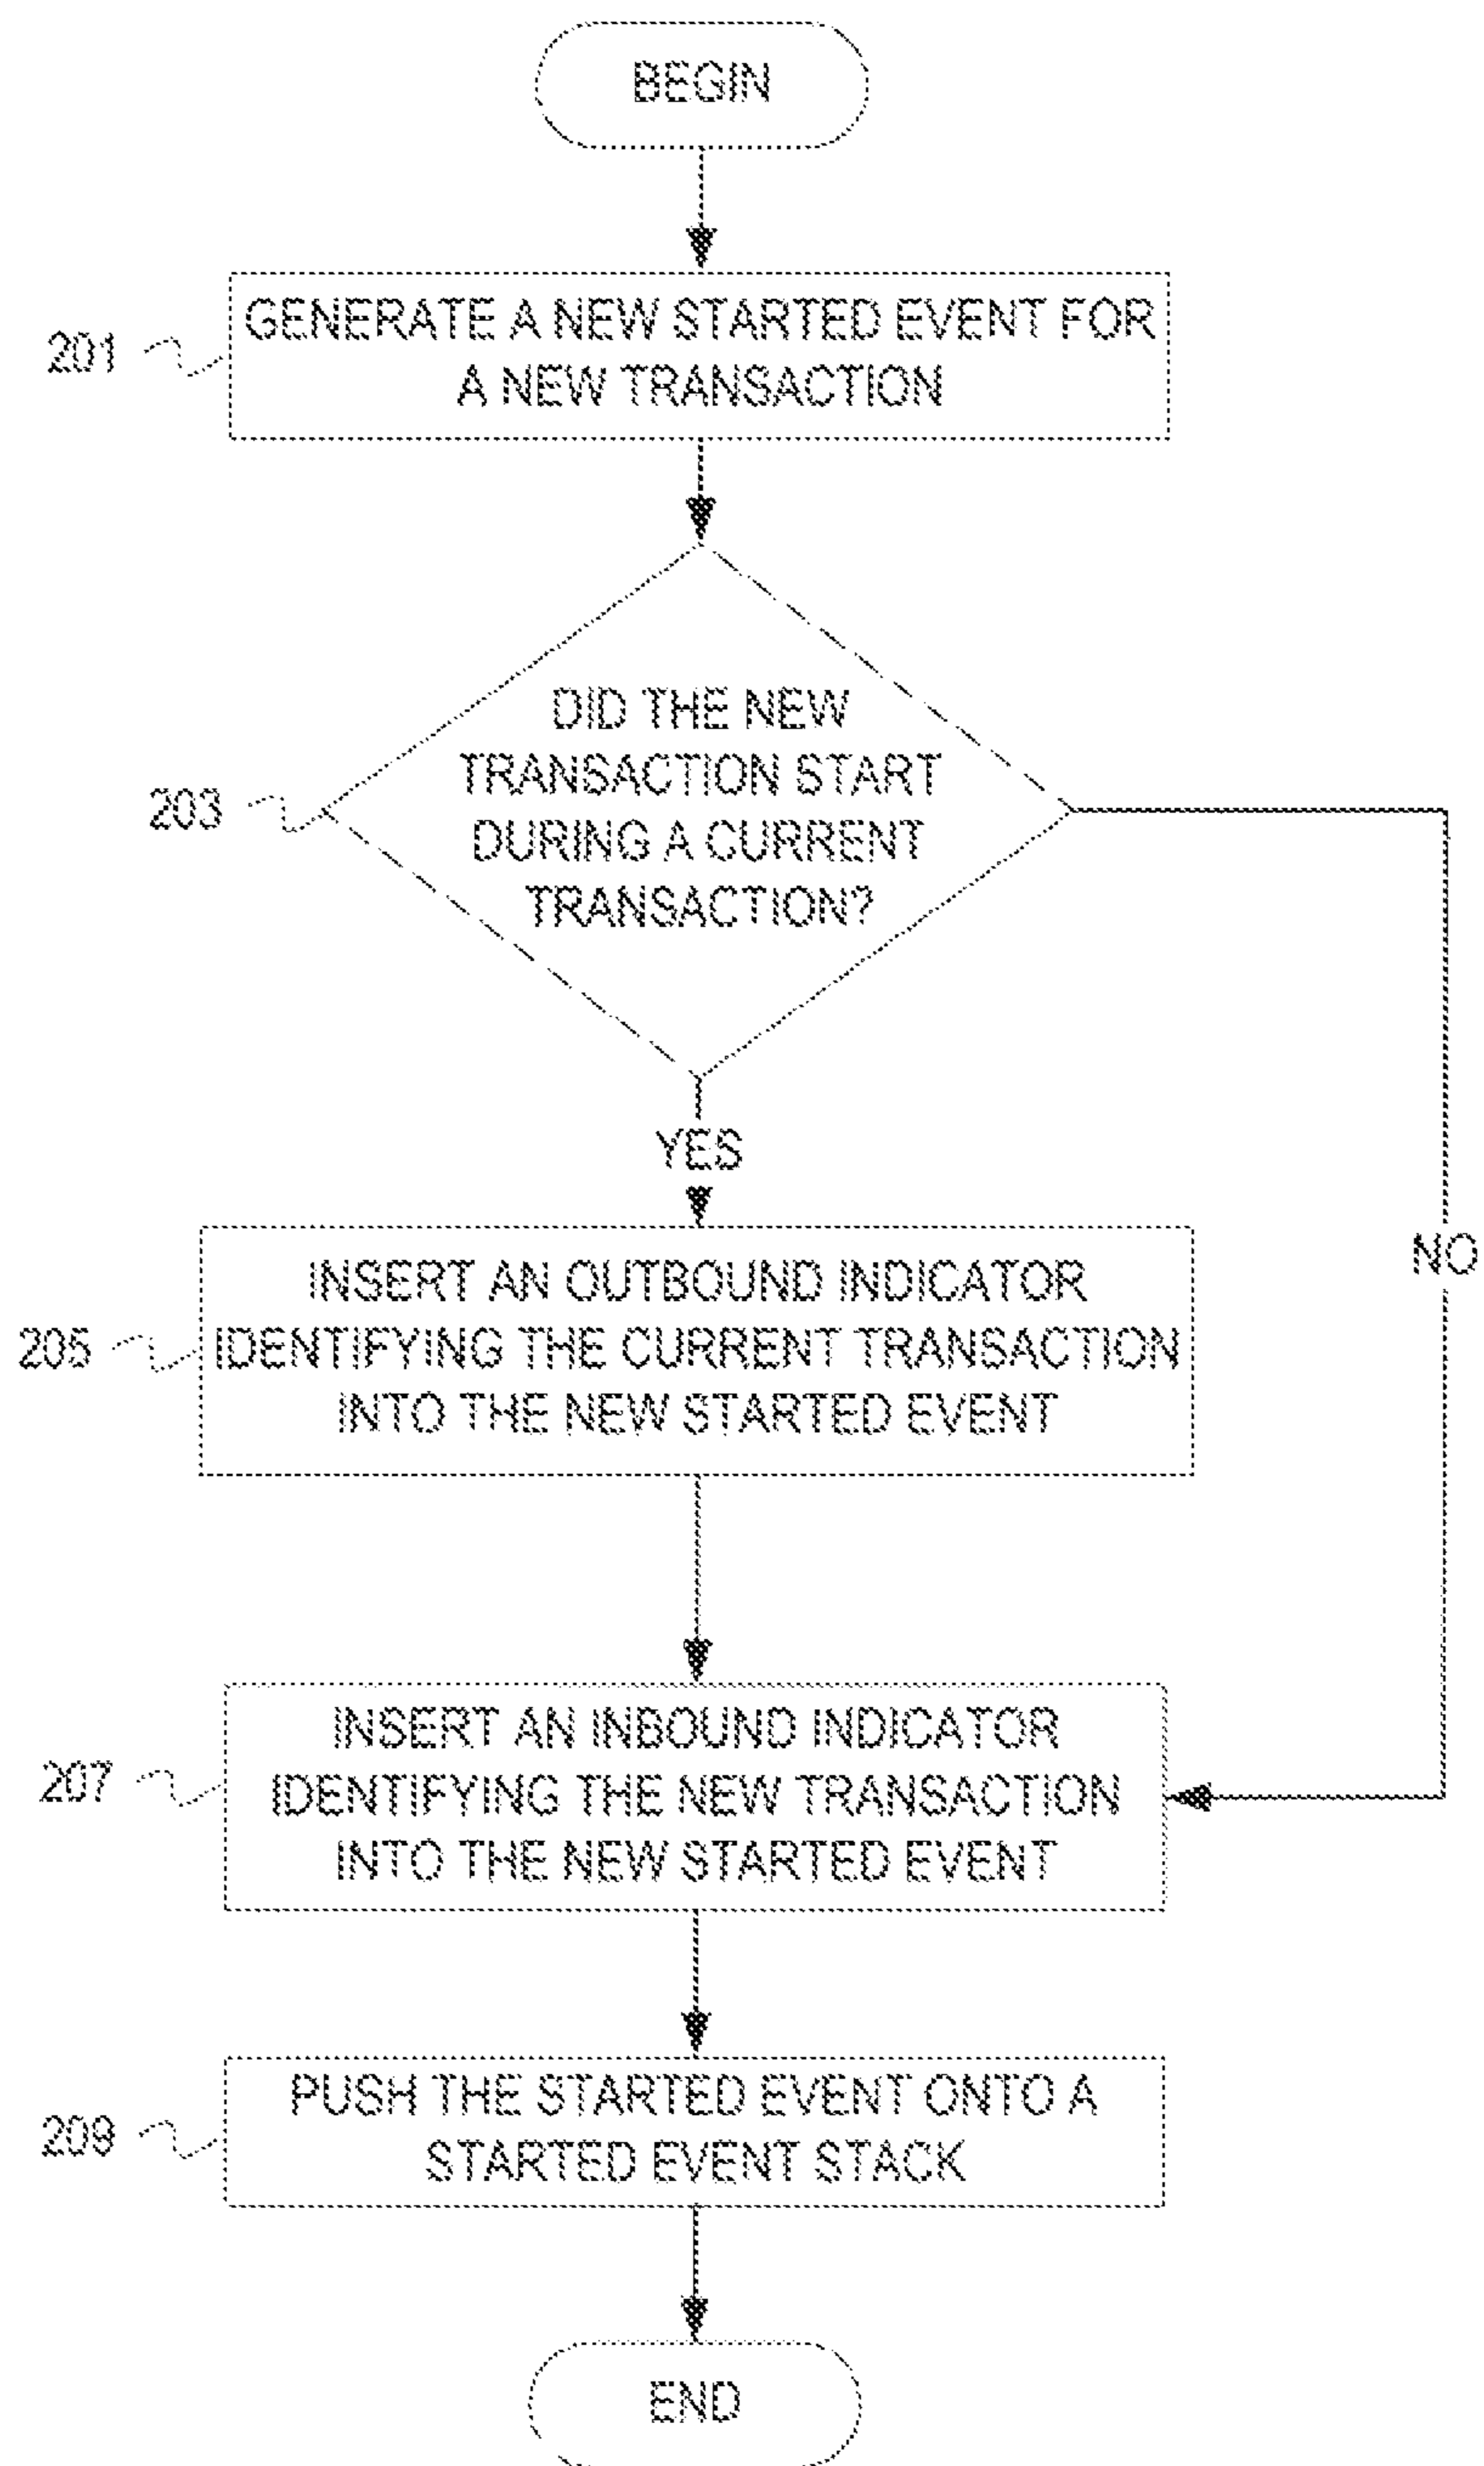 BEGIN
201
GENERATE A NEW STARTED EVENT FOR
A NEW TRANSACTION
203
DID THE NEW
TRANSACTION START
DURING A CURRENT
TRANSACTION?
YES
NO
205
INSERT AN OUTBOUND INDICATOR
IDENTIFYING THE CURRENT TRANSACTION
INTO THE NEW STARTED EVENT
207
INSERT AN INBOUND INDICATOR
IDENTIFYING THE NEW TRANSACTION
INTO THE NEW STARTED EVENT
209
PUSH THE STARTED EVENT ONTO A
STARTED EVENT STACK
END